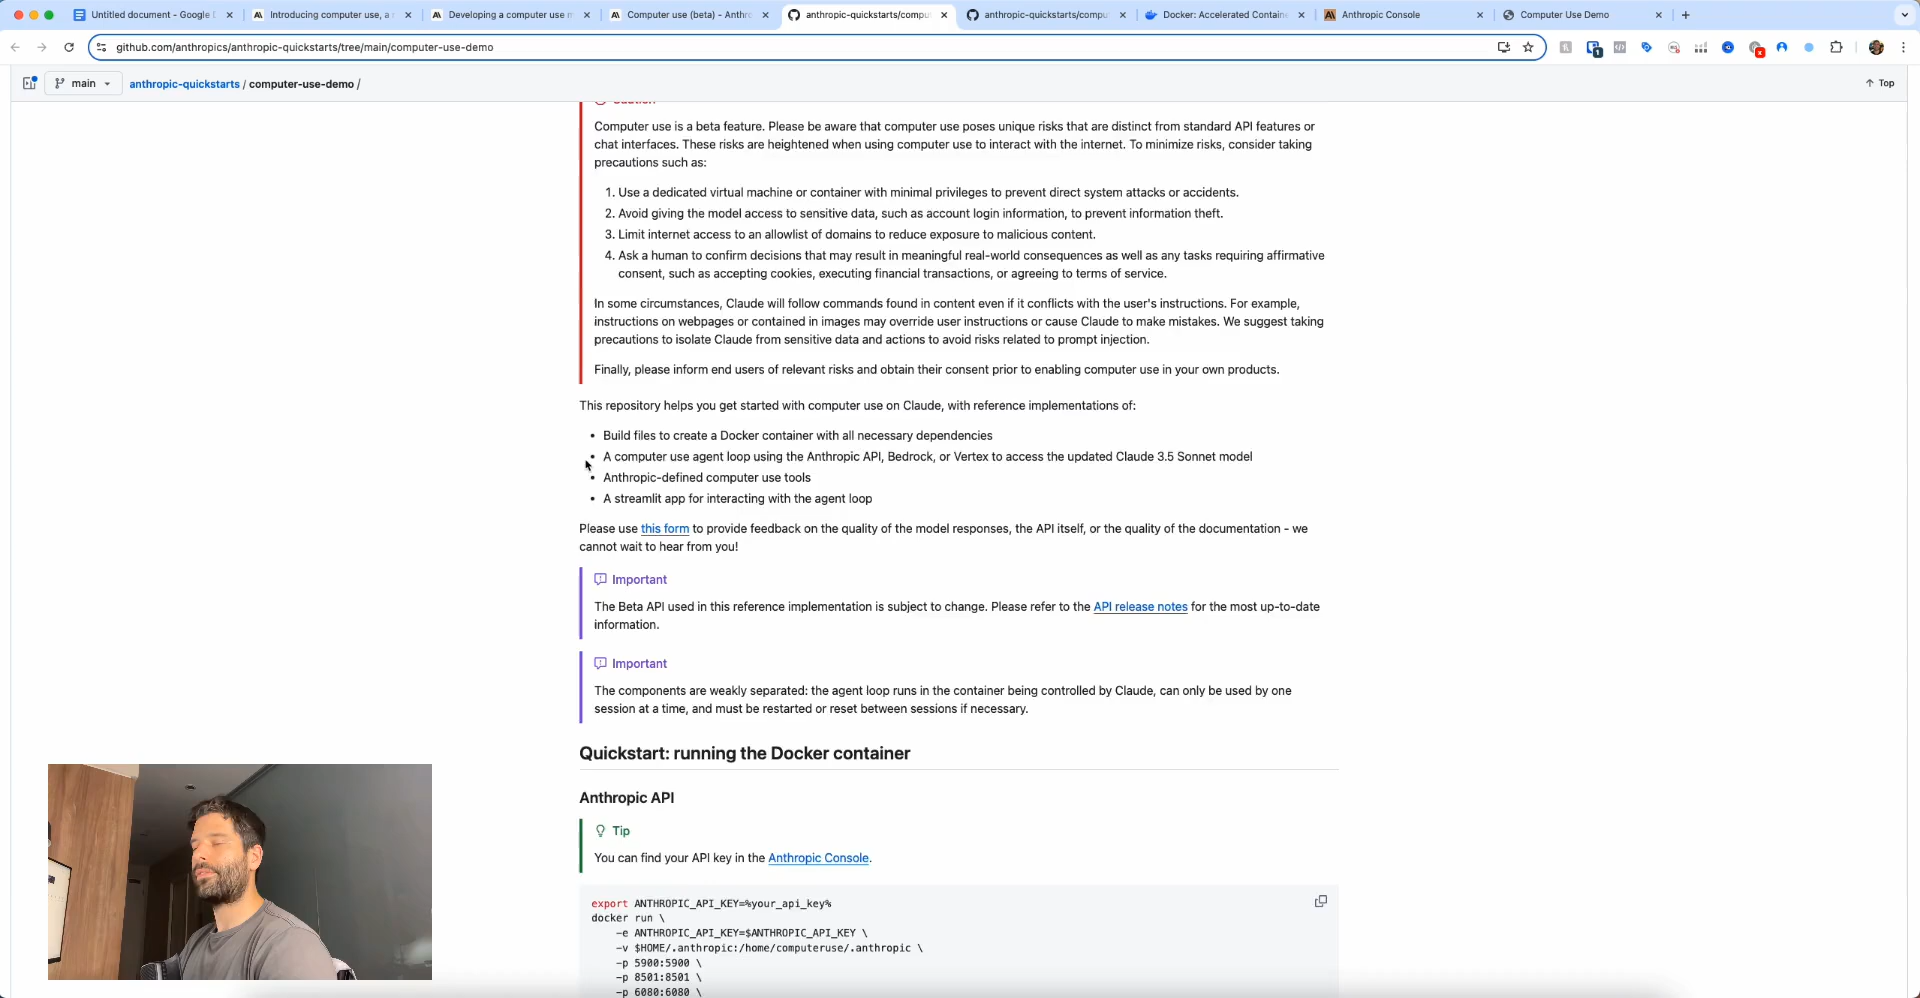 Untitled document - Google D
Introducing computer use, a n
Developing a computer use m
Computer use (beta) - Anthro
anthropic-quickstarts/comput
anthropic-quickstarts/comput
Docker: Accelerated Containe
Anthropic Console
Computer Use Demo
github.com/anthropics/anthropic-quickstarts/tree/main/computer-use-demo
main
anthropic-quickstarts / computer-use-demo /
Top
Caution
Computer use is a beta feature. Please be aware that computer use poses unique risks that are distinct from standard API features or
chat interfaces. These risks are heightened when using computer use to interact with the internet. To minimize risks, consider taking
precautions such as:
1. Use a dedicated virtual machine or container with minimal privileges to prevent direct system attacks or accidents.
2. Avoid giving the model access to sensitive data, such as account login information, to prevent information theft.
3. Limit internet access to an allowlist of domains to reduce exposure to malicious content.
4. Ask a human to confirm decisions that may result in meaningful real-world consequences as well as any tasks requiring affirmative
consent, such as accepting cookies, executing financial transactions, or agreeing to terms of service.
In some circumstances, Claude will follow commands found in content even if it conflicts with the user's instructions. For example,
instructions on webpages or contained in images may override user instructions or cause Claude to make mistakes. We suggest taking
precautions to isolate Claude from sensitive data and actions to avoid risks related to prompt injection.
Finally, please inform end users of relevant risks and obtain their consent prior to enabling computer use in your own products.
This repository helps you get started with computer use on Claude, with reference implementations of:
• Build files to create a Docker container with all necessary dependencies
• A computer use agent loop using the Anthropic API, Bedrock, or Vertex to access the updated Claude 3.5 Sonnet model
• Anthropic-defined computer use tools
• A streamlit app for interacting with the agent loop
Please use this form to provide feedback on the quality of the model responses, the API itself, or the quality of the documentation - we
cannot wait to hear from you!
Important
The Beta API used in this reference implementation is subject to change. Please refer to the API release notes for the most up-to-date
information.
Important
The components are weakly separated: the agent loop runs in the container being controlled by Claude, can only be used by one
session at a time, and must be restarted or reset between sessions if necessary.
Quickstart: running the Docker container
Anthropic API
Tip
You can find your API key in the Anthropic Console.
export ANTHROPIC_API_KEY=%your_api_key%
docker run \
-e ANTHROPIC_API_KEY=$ANTHROPIC_API_KEY \
-v $HOME/.anthropic:/home/computeruse/.anthropic \
-p 5900:5900 \
-p 8501:8501 \
-p 6080:6080 \